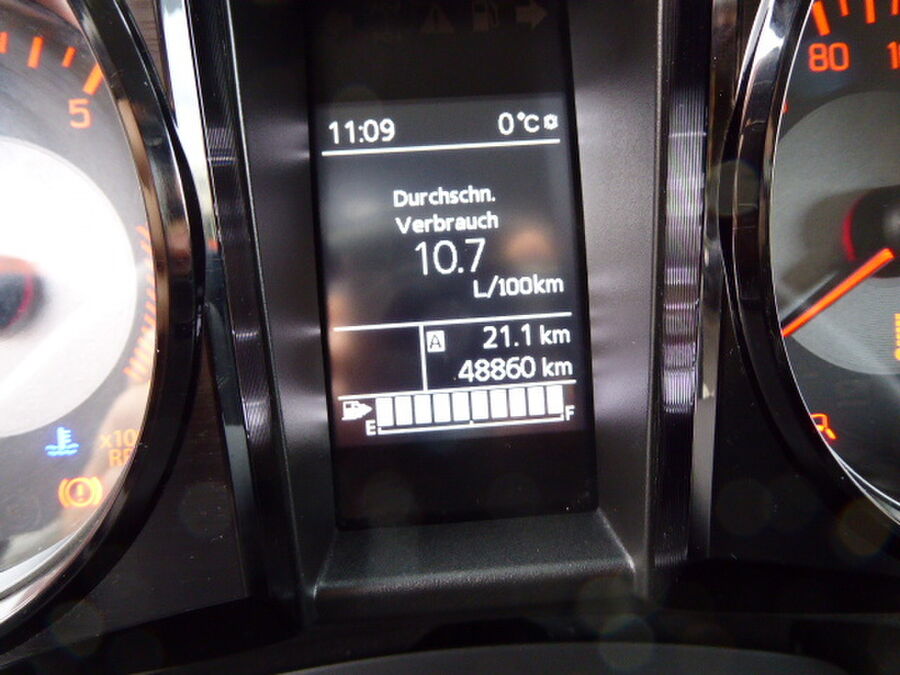 11:09 0°C
Durchschn.
Verbrauch
10.7
L/100km
A 21.1 km
48860 km
E F
5
80